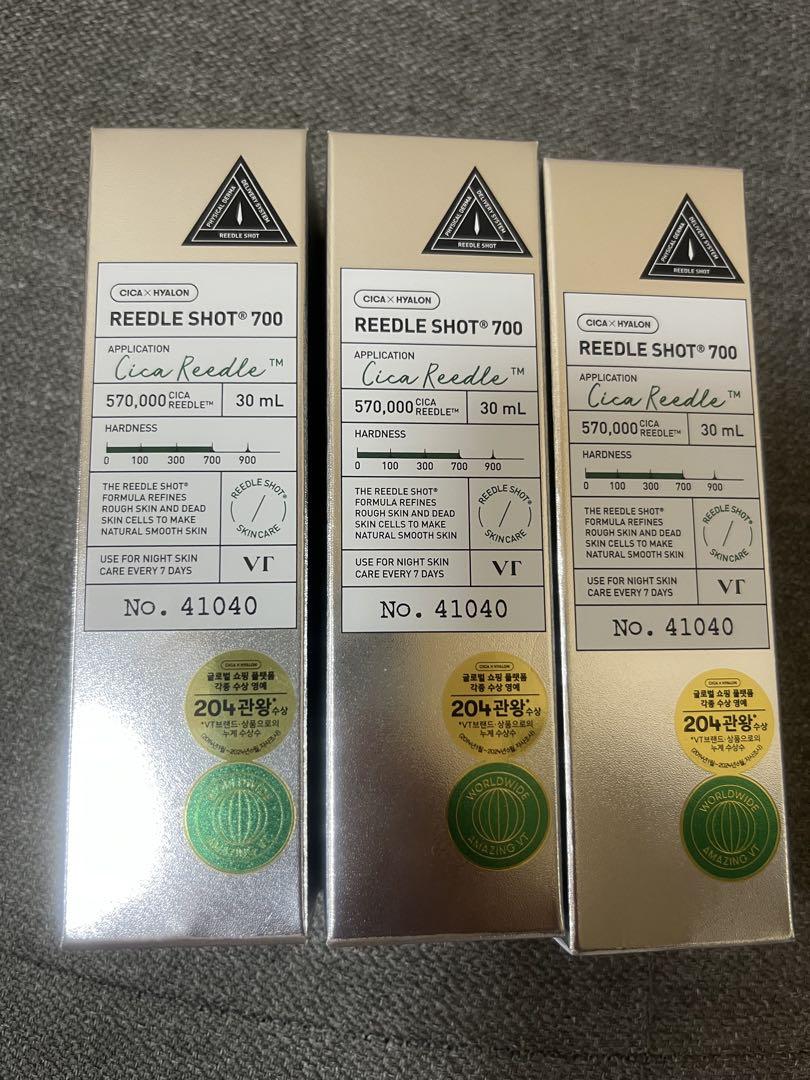 PHYSICAL DERMA
DELIVERY SYSTEM
REEDLE SHOT
CICA×HYALON
REEDLE SHOT® 700
APPLICATION
Cica Reedle™
570,000 CICA REEDLE™
30 mL
HARDNESS
0 100 300 700 900
THE REEDLE SHOT®
FORMULA REFINES
ROUGH SKIN AND DEAD
SKIN CELLS TO MAKE
NATURAL SMOOTH SKIN
REEDLE SHOT®
SKINCARE
USE FOR NIGHT SKIN
CARE EVERY 7 DAYS
VT
No. 41040
CICA×HYALON
글로벌 쇼핑 플랫폼
각종 수상 영예
204관왕*수상
*VT브랜드·상품으로의
누계 수상수
WORLDWIDE
AMAZING VT
PHYSICAL DERMA
DELIVERY SYSTEM
REEDLE SHOT
CICA×HYALON
REEDLE SHOT® 700
APPLICATION
Cica Reedle™
570,000 CICA REEDLE™
30 mL
HARDNESS
0 100 300 700 900
THE REEDLE SHOT®
FORMULA REFINES
ROUGH SKIN AND DEAD
SKIN CELLS TO MAKE
NATURAL SMOOTH SKIN
REEDLE SHOT®
SKINCARE
USE FOR NIGHT SKIN
CARE EVERY 7 DAYS
VT
No. 41040
CICA×HYALON
글로벌 쇼핑 플랫폼
각종 수상 영예
204관왕*수상
*VT브랜드·상품으로의
누계 수상수
WORLDWIDE
AMAZING VT
PHYSICAL DERMA
DELIVERY SYSTEM
REEDLE SHOT
CICA×HYALON
REEDLE SHOT® 700
APPLICATION
Cica Reedle™
570,000 CICA REEDLE™
30 mL
HARDNESS
0 100 300 700 900
THE REEDLE SHOT®
FORMULA REFINES
ROUGH SKIN AND DEAD
SKIN CELLS TO MAKE
NATURAL SMOOTH SKIN
REEDLE SHOT®
SKINCARE
USE FOR NIGHT SKIN
CARE EVERY 7 DAYS
VT
No. 41040
CICA×HYALON
글로벌 쇼핑 플랫폼
각종 수상 영예
204관왕*수상
*VT브랜드·상품으로의
누계 수상수
WORLDWIDE
AMAZING VT